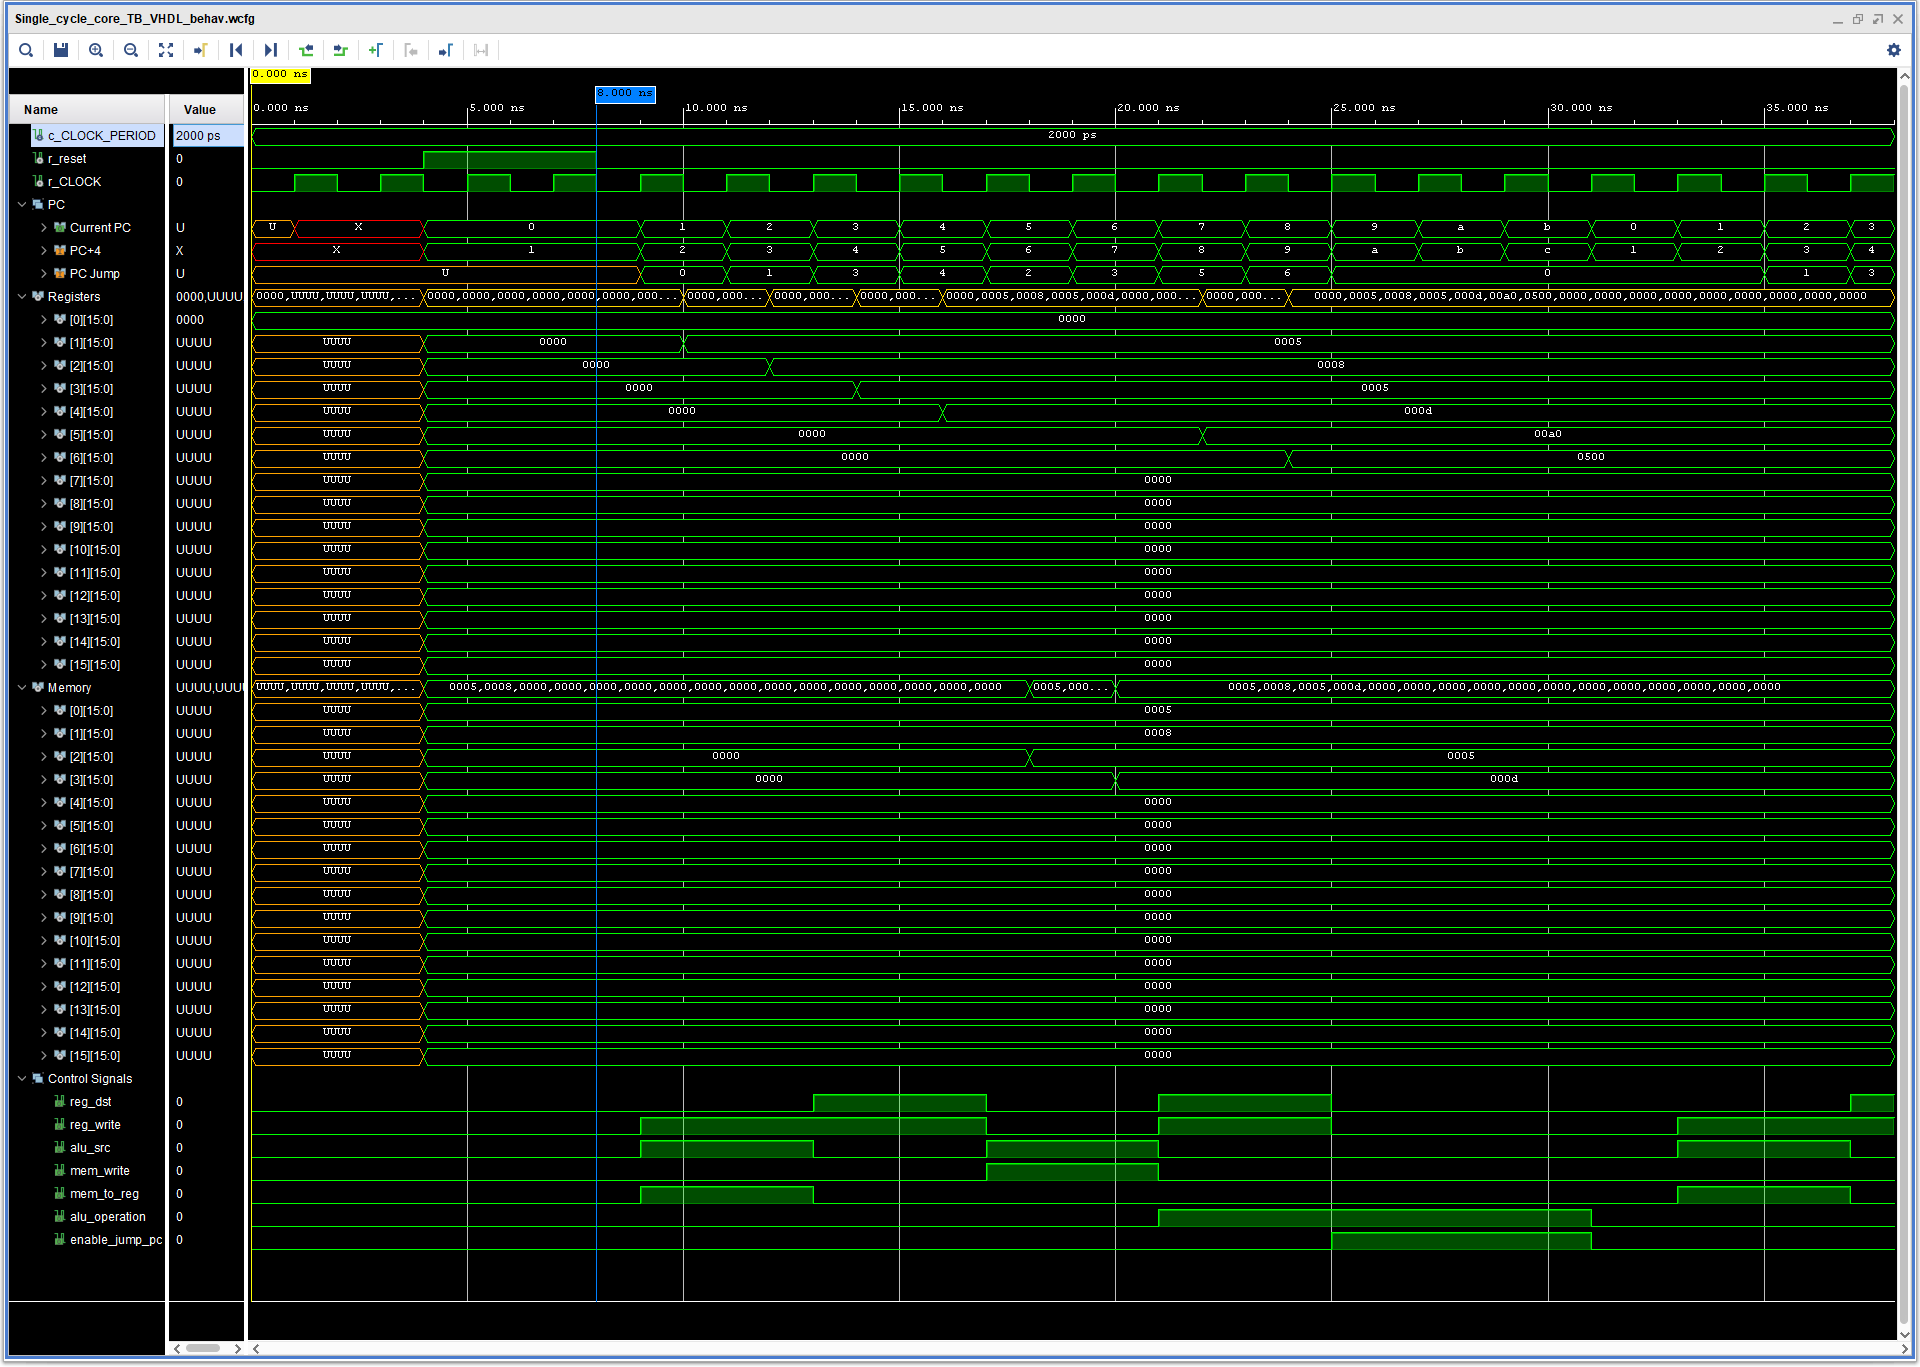 Single_cycle_core_TB_VHDL_behav.wcfg
0.000 ns
8.000 ns
Name Value 0.000 ns 5.000 ns 10.000 ns 15.000 ns 20.000 ns 25.000 ns 30.000 ns 35.000 ns
c_CLOCK_PERIOD 2000 ps 2000 ps
r_reset 0
r_CLOCK 0
PC
Current PC U U X 0 1 2 3 4 5 6 7 8 9 a b 0 1 2 3
PC+4 X X 1 2 3 4 5 6 7 8 9 a b c 1 2 3 4
PC Jump U U 0 1 3 4 2 3 5 6 0 1 3
Registers 0000,UUUU 0000,UUUU,UUUU,UUUU,... 0000,0000,0000,0000,0000,000... 0000,000... 0000,000... 0000,000... 0000,0005,0008,0005,000d,0000,000... 0000,000... 0000,0005,0008,0005,000d,00a0,0500,0000,0000,0000,0000,0000,0000,0000,0000,0000
[0][15:0] 0000 0000
[1][15:0] UUUU UUUU 0000 0005
[2][15:0] UUUU UUUU 0000 0008
[3][15:0] UUUU UUUU 0000 0005
[4][15:0] UUUU UUUU 0000 000d
[5][15:0] UUUU UUUU 0000 00a0
[6][15:0] UUUU UUUU 0000 0500
[7][15:0] UUUU UUUU 0000
[8][15:0] UUUU UUUU 0000
[9][15:0] UUUU UUUU 0000
[10][15:0] UUUU UUUU 0000
[11][15:0] UUUU UUUU 0000
[12][15:0] UUUU UUUU 0000
[13][15:0] UUUU UUUU 0000
[14][15:0] UUUU UUUU 0000
[15][15:0] UUUU UUUU 0000
Memory UUUU,UUUU UUUU,UUUU,UUUU,UUUU,... 0005,0008,0000,0000,0000,0000,0000,0000,0000,0000,0000,0000,0000,0000,0000,0000 0005,000... 0005,0008,0005,000d,0000,0000,0000,0000,0000,0000,0000,0000,0000,0000,0000,0000
[0][15:0] UUUU UUUU 0005
[1][15:0] UUUU UUUU 0008
[2][15:0] UUUU UUUU 0000 0005
[3][15:0] UUUU UUUU 0000 000d
[4][15:0] UUUU UUUU 0000
[5][15:0] UUUU UUUU 0000
[6][15:0] UUUU UUUU 0000
[7][15:0] UUUU UUUU 0000
[8][15:0] UUUU UUUU 0000
[9][15:0] UUUU UUUU 0000
[10][15:0] UUUU UUUU 0000
[11][15:0] UUUU UUUU 0000
[12][15:0] UUUU UUUU 0000
[13][15:0] UUUU UUUU 0000
[14][15:0] UUUU UUUU 0000
[15][15:0] UUUU UUUU 0000
Control Signals
reg_dst 0
reg_write 0
alu_src 0
mem_write 0
mem_to_reg 0
alu_operation 0
enable_jump_pc 0